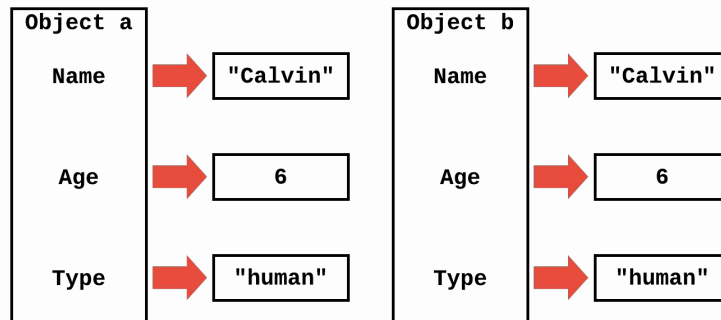 Object a
Name
"Calvin"
Age
6
Type
"human"
Object b
Name
"Calvin"
Age
6
Type
"human"